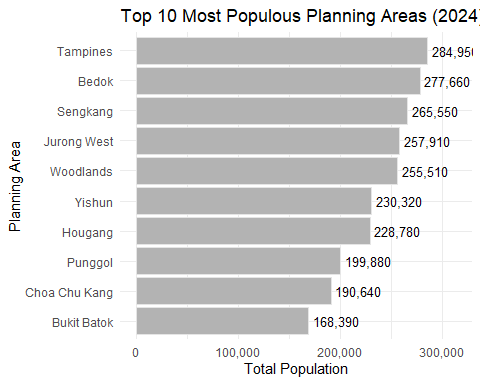 Top 10 Most Populous Planning Areas (2024)
Planning Area
Tampines 284,950
Bedok 277,660
Sengkang 265,550
Jurong West 257,910
Woodlands 255,510
Yishun 230,320
Hougang 228,780
Punggol 199,880
Choa Chu Kang 190,640
Bukit Batok 168,390
0 100,000 200,000 300,000
Total Population